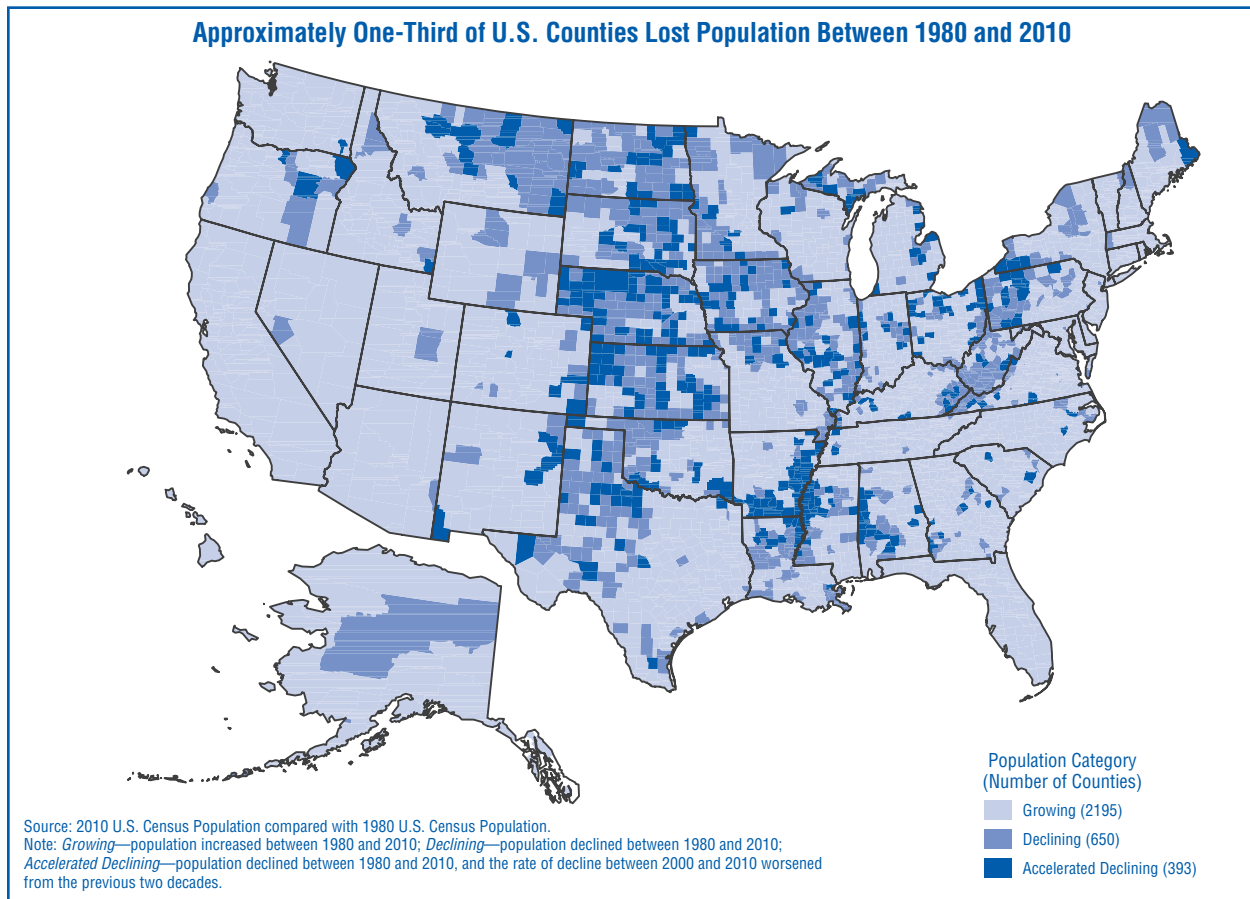 Approximately One-Third of U.S. Counties Lost Population Between 1980 and 2010
Population Category
(Number of Counties)
Growing (2195)
Declining (650)
Accelerated Declining (393)
Source: 2010 U.S. Census Population compared with 1980 U.S. Census Population.
Note: Growing—population increased between 1980 and 2010; Declining—population declined between 1980 and 2010;
Accelerated Declining—population declined between 1980 and 2010, and the rate of decline between 2000 and 2010 worsened
from the previous two decades.